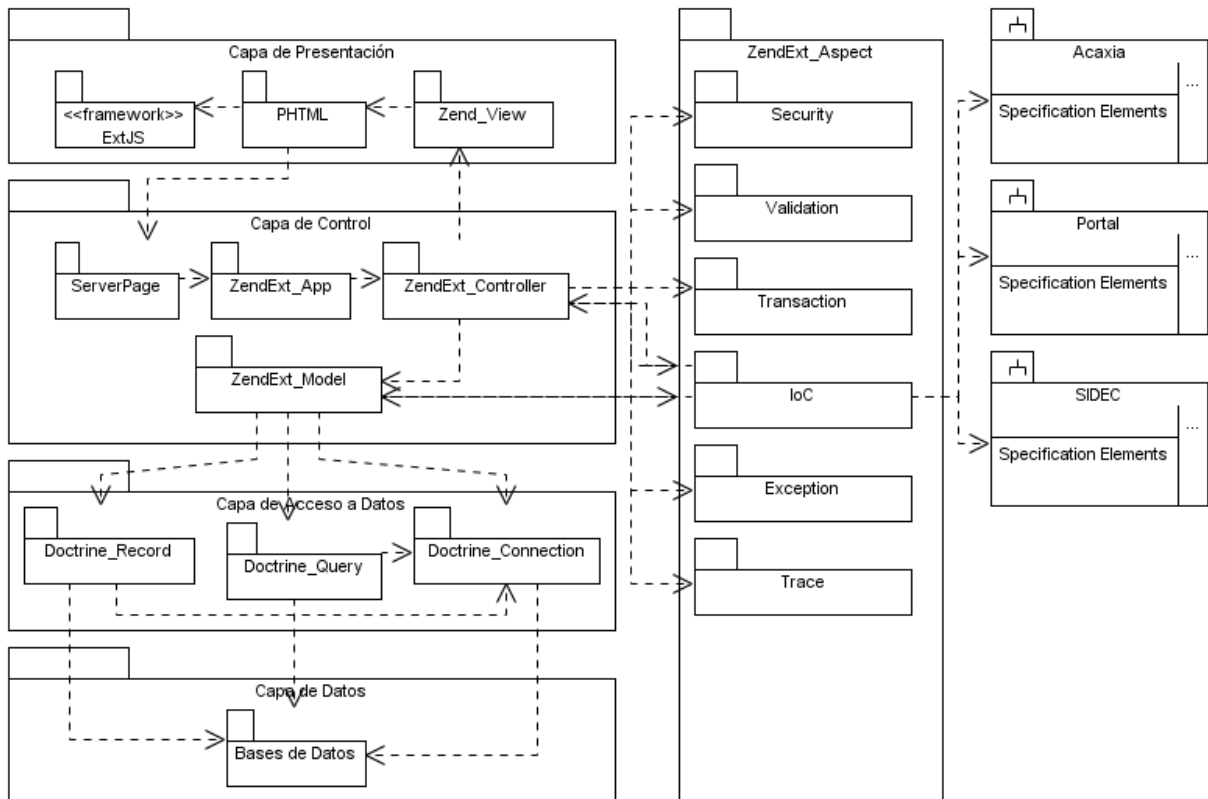 Capa de Presentación
<<framework>>
ExtJS
PHTML
Zend_View
Capa de Control
ServerPage
ZendExt_App
ZendExt_Controller
ZendExt_Model
Capa de Acceso a Datos
Doctrine_Record
Doctrine_Query
Doctrine_Connection
Capa de Datos
Bases de Datos
ZendExt_Aspect
Security
Validation
Transaction
IoC
Exception
Trace
Acaxia
...
Specification Elements
Portal
...
Specification Elements
SIDEC
...
Specification Elements